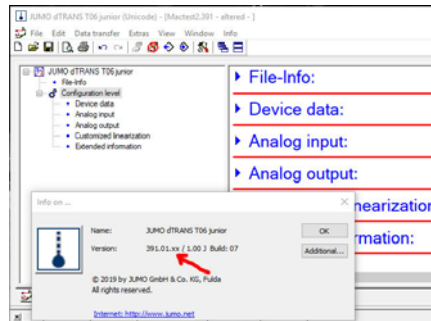 JUMO dTRANS T06 junior (Unicode) - [Mactest2.391 - altered - ]
File Edit Data transfer Extras View Window Info
JUMO dTRANS T06 junior
File-Info
Configuration level
Device data
Analog input
Analog output
Customized linearization
Extended information
File-Info:
Device data:
Analog input:
Analog output:
nearization
rmation:
Info on ...
Name: JUMO dTRANS T06 junior
OK
Version: 391.01.xx / 1.00 J Build: 07
Additional...
© 2019 by JUMO GmbH & Co. KG, Fulda
All rights reserved.
Internet: http://www.jumo.net